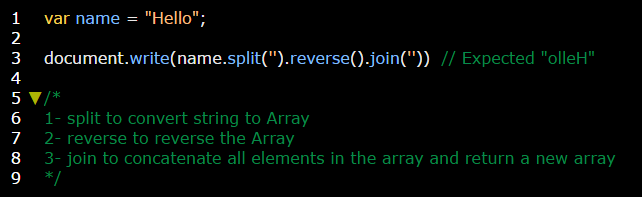 1 var name = "Hello";
2
3 document.write(name.split('').reverse().join('')) // Expected "olleH"
4
5 /*
6 1- split to convert string to Array
7 2- reverse to reverse the Array
8 3- join to concatenate all elements in the array and return a new array
9 */